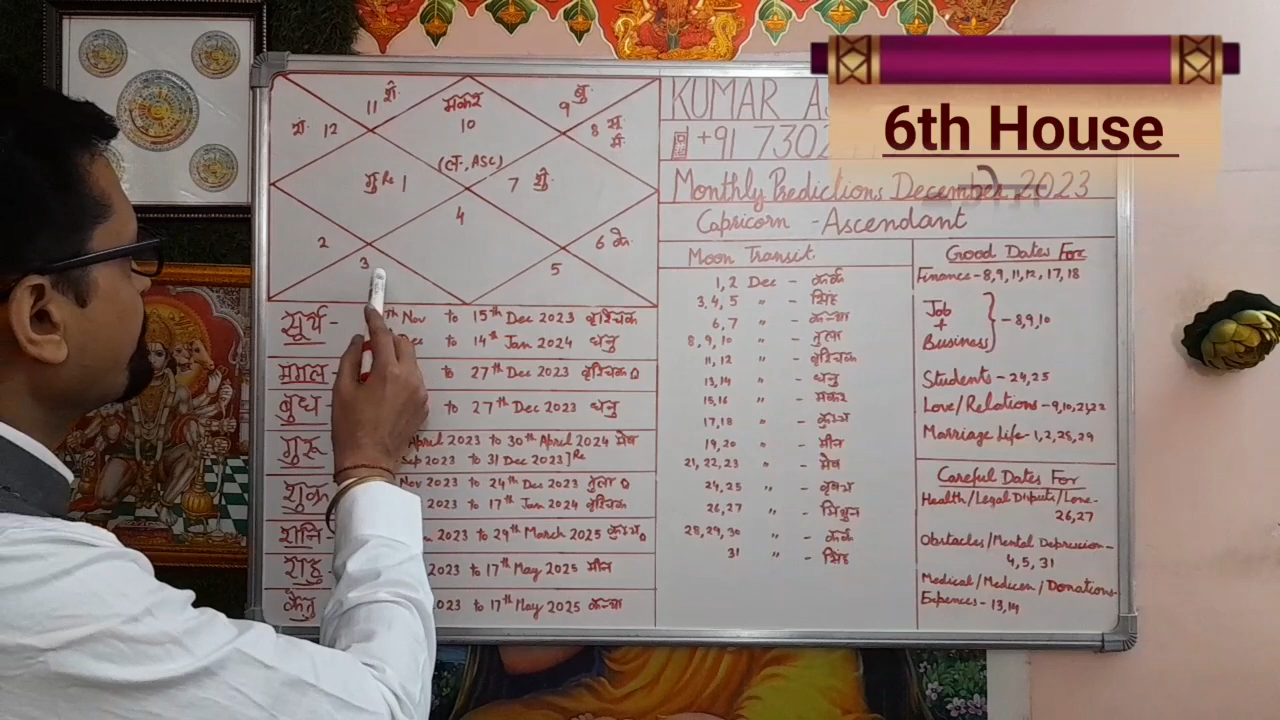 6th House
KUMAR
+91 7302
Monthly Predictions December 2023
Capricorn - Ascendant
11 श.
मकर
10
(ल., ASC)
9 बु.
रा. 12
8 सू.
मं.
गु Re 1
7 शु.
4
2
3
5
6 के.
सूर्य - th Nov to 15th Dec 2023 वृश्चिक
Dec to 14th Jan 2024 धनु
मंगल to 27th Dec 2023 वृश्चिक
बुध to 27th Dec 2023 धनु
गुरु April 2023 to 30th April 2024 मेष
Sep 2023 to 31 Dec 2023] Re
शुक्र Nov 2023 to 24th Dec 2023 तुला
2023 to 17th Jan 2024 वृश्चिक
शनि - 2023 to 29th March 2025 कुम्भ
राहु 2023 to 17th May 2025 मीन
केतु 2023 to 17th May 2025 कन्या
Moon Transit
1, 2 Dec - कर्क
3, 4, 5 " - सिंह
6, 7 " - कन्या
8, 9, 10 " - तुला
11, 12 " - वृश्चिक
13, 14 " - धनु
15, 16 " - मकर
17, 18 " - कुम्भ
19, 20 " - मीन
21, 22, 23 " - मेष
24, 25 " - वृषभ
26, 27 " - मिथुन
28, 29, 30 " - कर्क
31 " - सिंह
Good Dates For
Finance - 8, 9, 11, 12, 17, 18
Job
+
Business } - 8, 9, 10
Students - 24, 25
Love/Relations - 9, 10, 21, 22
Marriage Life - 1, 2, 28, 29
Careful Dates For
Health/Legal Disputs/Lone -
26, 27
Obstacles/Mental Depression -
4, 5, 31
Medical/Medicen/Donations
Expences - 13, 14